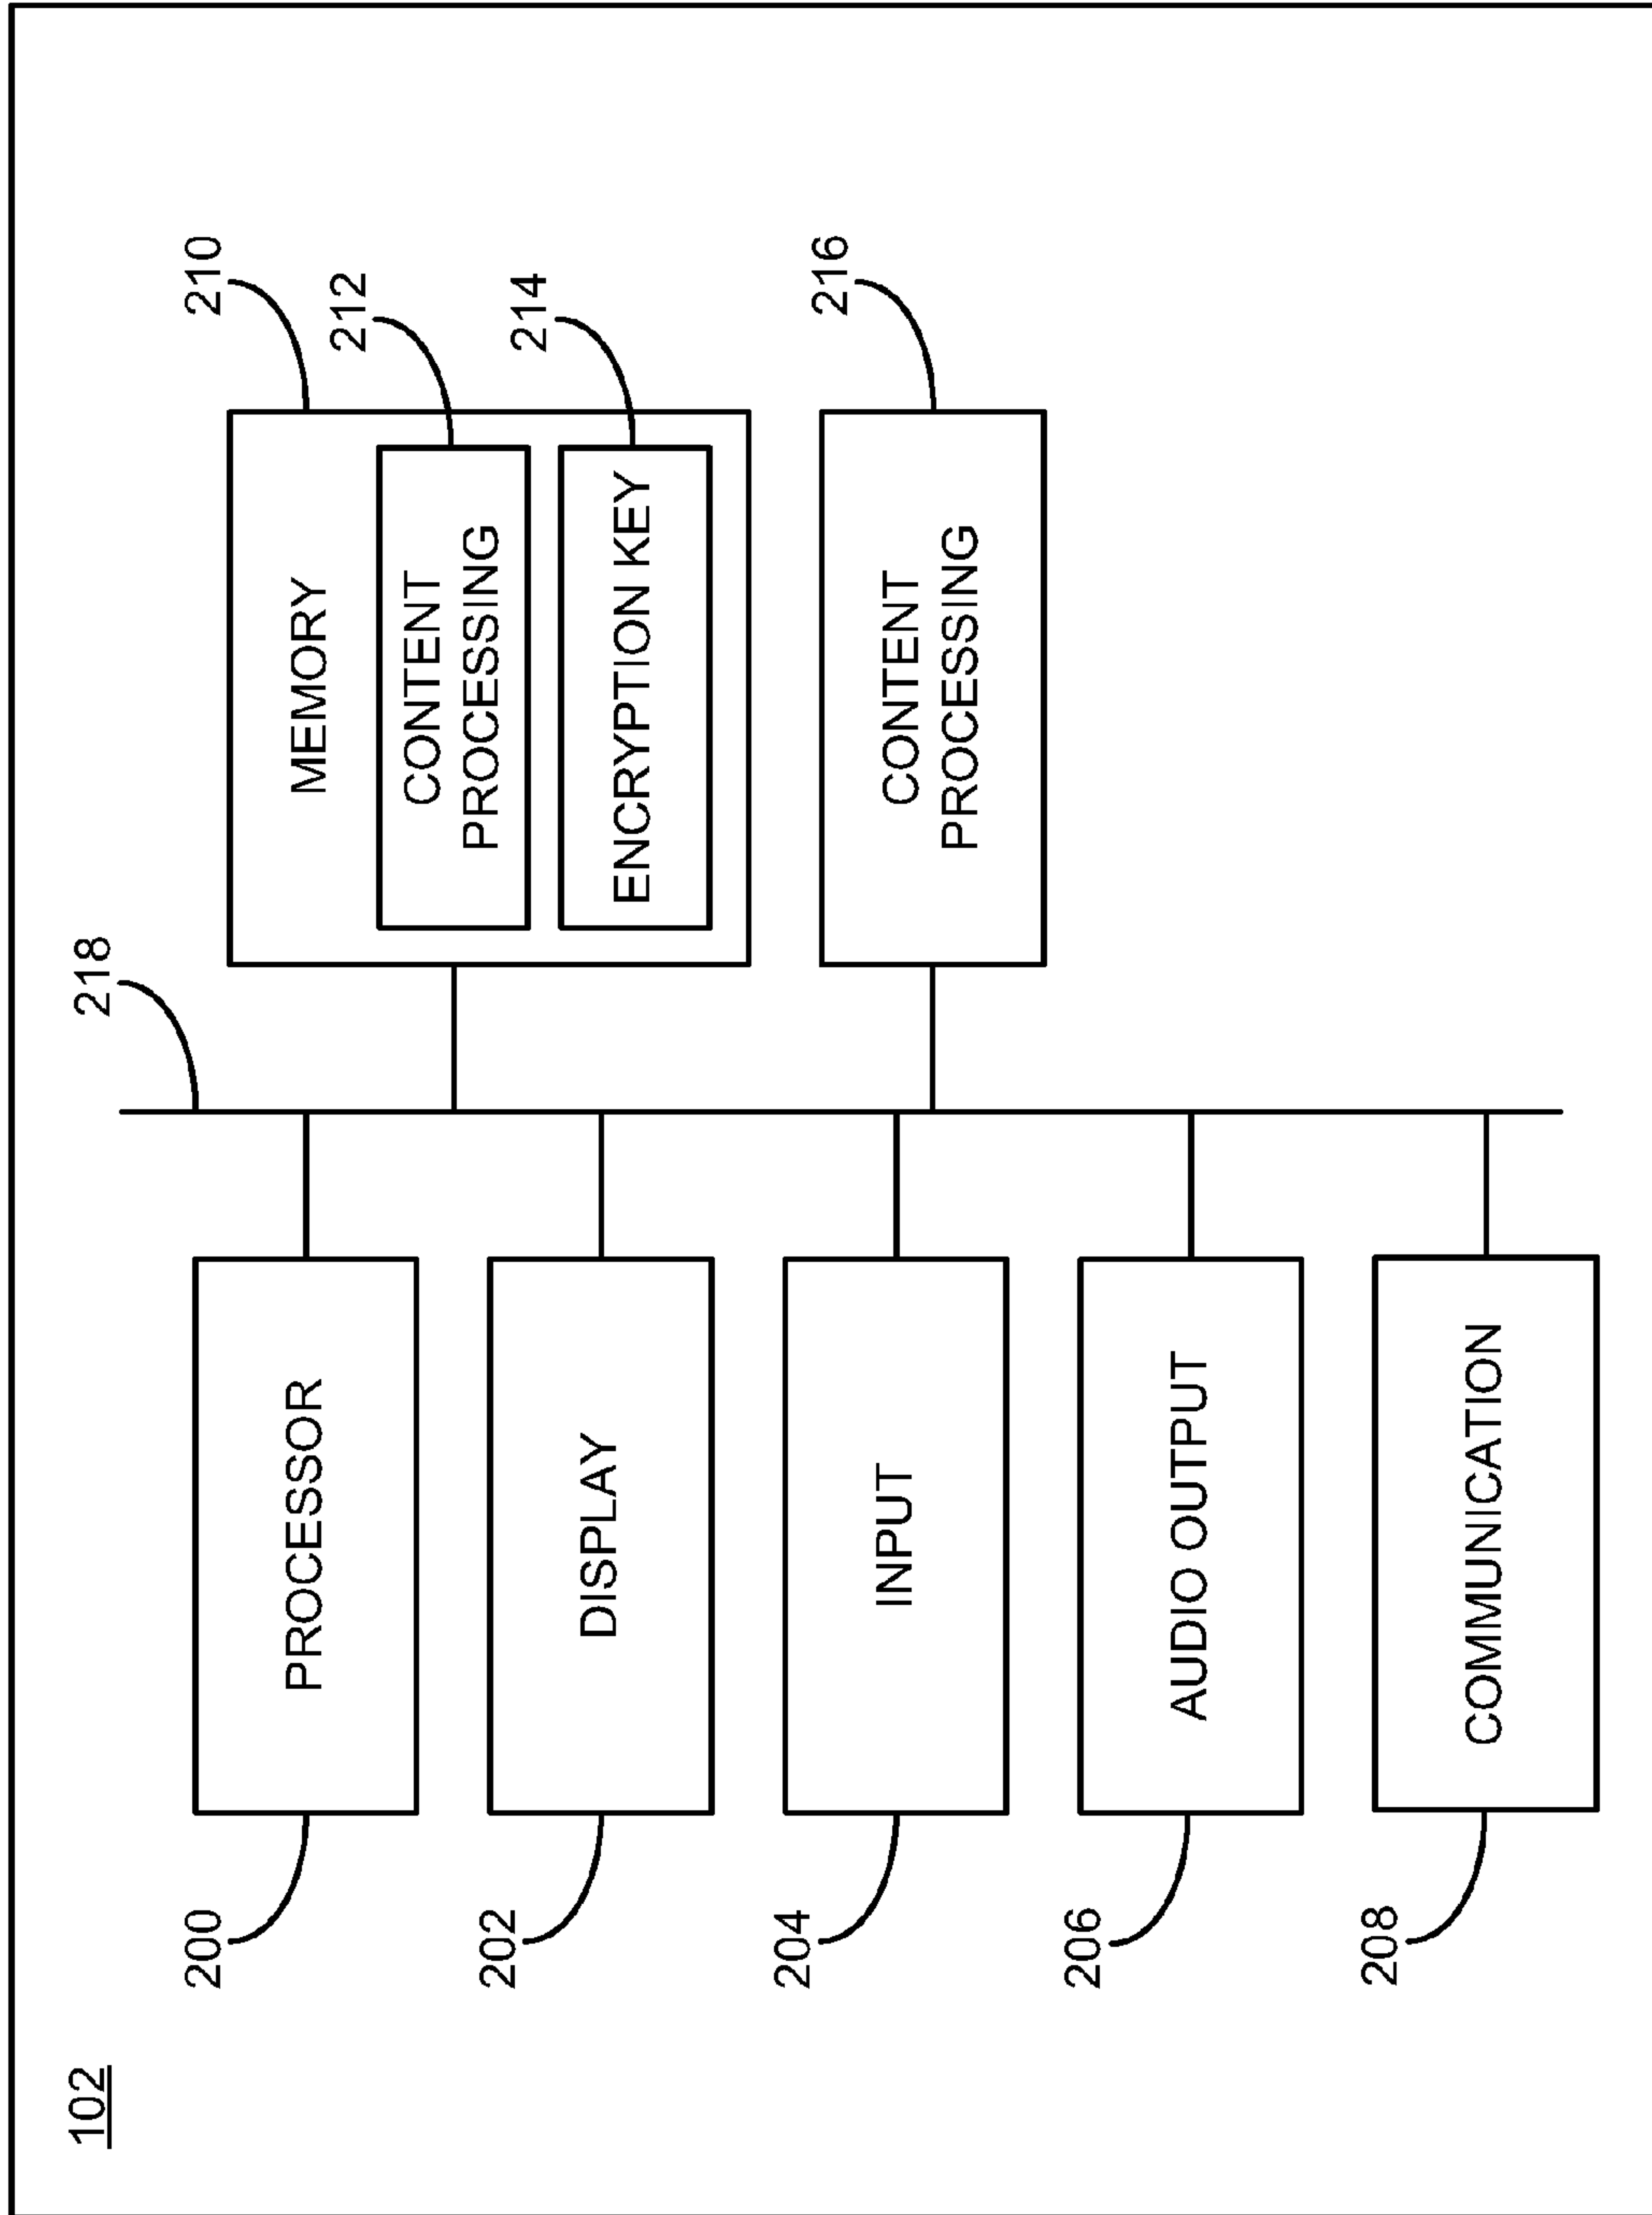 102
218
200
PROCESSOR
MEMORY
210
CONTENT
PROCESSING
212
ENCRYPTION KEY
214
202
DISPLAY
204
INPUT
CONTENT
PROCESSING
216
206
AUDIO OUTPUT
208
COMMUNICATION